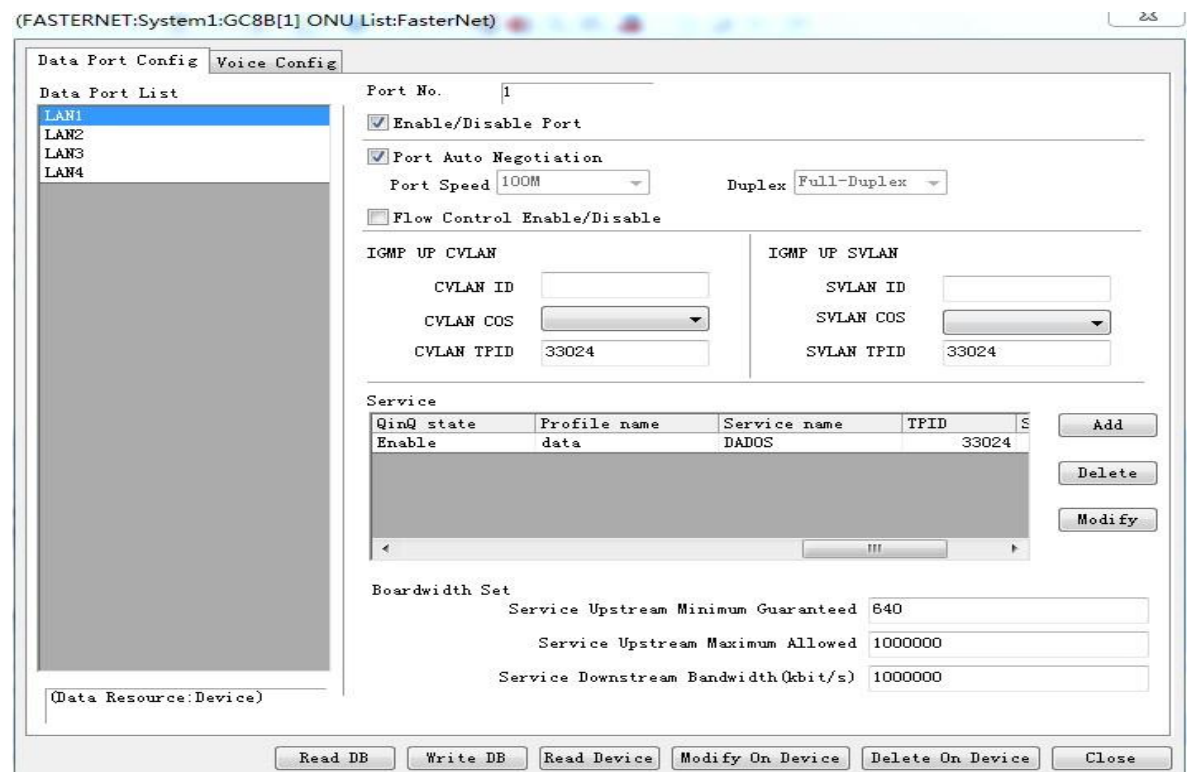 (FASTERNET:System1:GC8B[1] ONU List:FasterNet)
Data Port Config Voice Config
Data Port List
LAN1
LAN2
LAN3
LAN4
(Data Resource:Device)
Port No. 1
Enable/Disable Port
Port Auto Negotiation
Port Speed 100M Duplex Full-Duplex
Flow Control Enable/Disable
IGMP UP CVLAN
CVLAN ID
CVLAN COS
CVLAN TPID 33024
IGMP UP SVLAN
SVLAN ID
SVLAN COS
SVLAN TPID 33024
Service
QinQ state Profile name Service name TPID S
Enable data DADOS 33024
Add
Delete
Modify
Boardwidth Set
Service Upstream Minimum Guaranteed 640
Service Upstream Maximum Allowed 1000000
Service Downstream Bandwidth(kbit/s) 1000000
Read DB Write DB Read Device Modify On Device Delete On Device Close